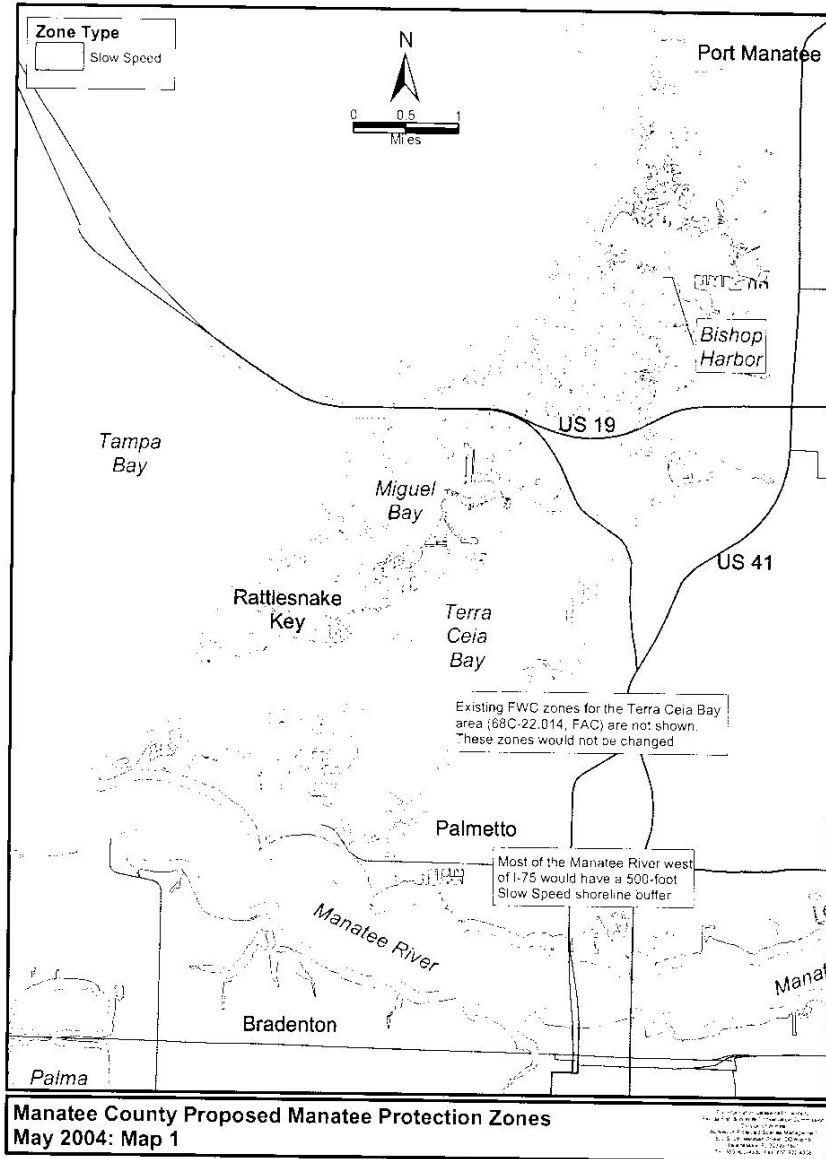 Zone Type
Slow Speed
N
0 0.5 1
Miles
Port Manatee
Bishop
Harbor
US 19
Tampa
Bay
Miguel
Bay
US 41
Rattlesnake
Key
Terra
Ceia
Bay
Existing FWC zones for the Terra Ceia Bay
area (68C-22.014, FAC) are not shown.
These zones would not be changed
Palmetto
Most of the Manatee River west
of I-75 would have a 500-foot
Slow Speed shoreline buffer
Manatee River
Manat
Bradenton
Palma
Manatee County Proposed Manatee Protection Zones
May 2004: Map 1